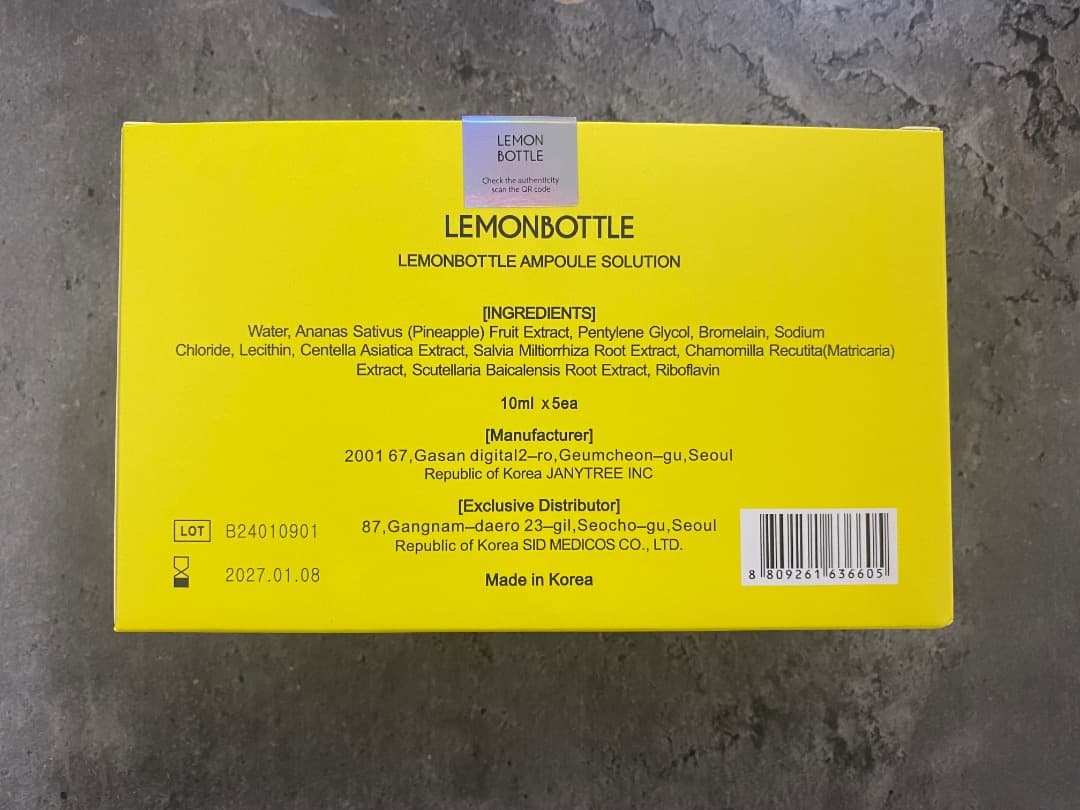 LEMON
BOTTLE
Check the authenticity
scan the QR code
LEMONBOTTLE
LEMONBOTTLE AMPOULE SOLUTION
[INGREDIENTS]
Water, Ananas Sativus (Pineapple) Fruit Extract, Pentylene Glycol, Bromelain, Sodium
Chloride, Lecithin, Centella Asiatica Extract, Salvia Miltiorrhiza Root Extract, Chamomilla Recutita(Matricaria)
Extract, Scutellaria Baicalensis Root Extract, Riboflavin
10ml x5ea
[Manufacturer]
2001 67,Gasan digital2–ro,Geumcheon–gu,Seoul
Republic of Korea JANYTREE INC
[Exclusive Distributor]
87,Gangnam–daero 23–gil,Seocho–gu,Seoul
Republic of Korea SID MEDICOS CO., LTD.
Made in Korea
LOT B24010901
2027.01.08
8 809261 636605